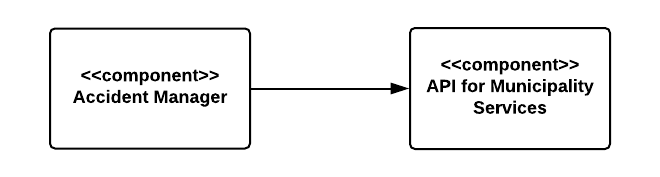 <<component>>
Accident Manager
<<component>>
API for Municipality
Services